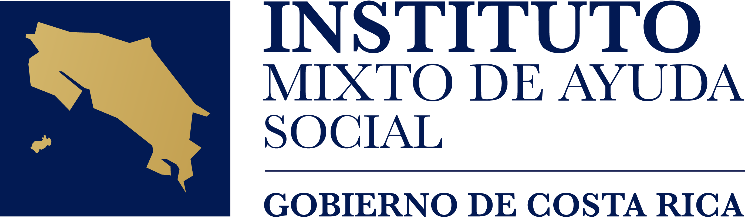 INSTITUTO
MIXTO DE AYUDA
SOCIAL
GOBIERNO DE COSTA RICA